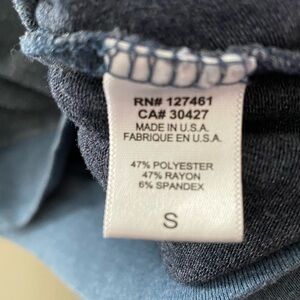 RN# 127461
CA# 30427
MADE IN U.S.A.
FABRIQUE EN U.S.A.
47% POLYESTER
47% RAYON
6% SPANDEX
S